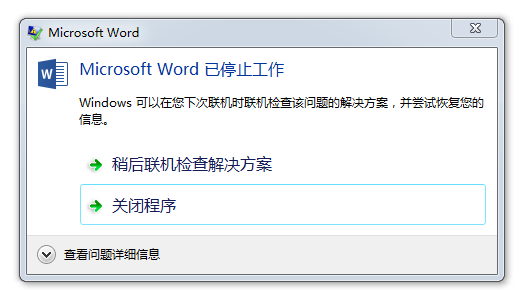 Microsoft Word
Microsoft Word 已停止工作
Windows 可以在您下次联机时联机检查该问题的解决方案，并尝试恢复您的
信息。
稍后联机检查解决方案
关闭程序
查看问题详细信息